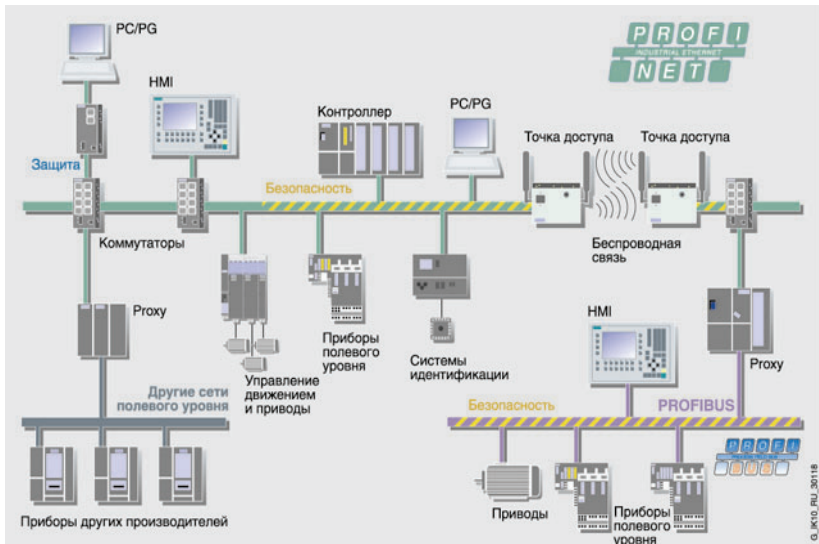 PC/PG
HMI
PROFI
INDUSTRIAL ETHERNET
NET
Контроллер
PC/PG
Точка доступа
Точка доступа
Защита
Безопасность
Коммутаторы
Беспроводная
связь
Proxy
HMI
Приборы
полевого
уровня
Системы
идентификации
Proxy
Управление
движением
и приводы
Другие сети
полевого уровня
Безопасность
PROFIBUS
PROFI
BUS
Приборы других производителей
Приводы
Приборы
полевого
уровня
G_IK10_RU_30118